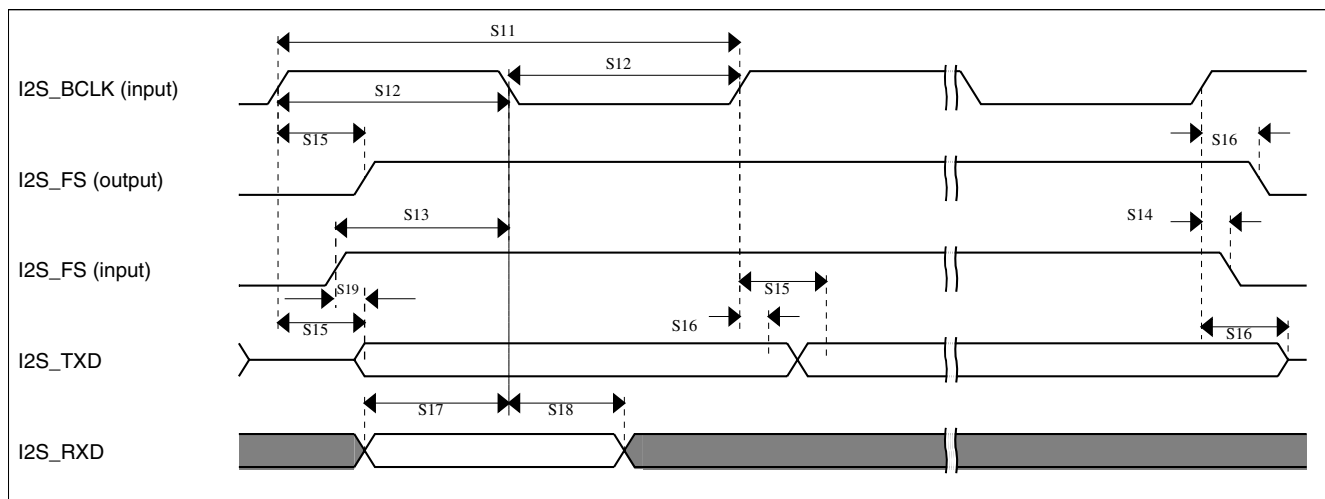 S11
I2S_BCLK (input)
S12
S12
S15
S16
I2S_FS (output)
S13
S14
I2S_FS (input)
S19
S15
S15
S16
S16
I2S_TXD
S17
S18
I2S_RXD